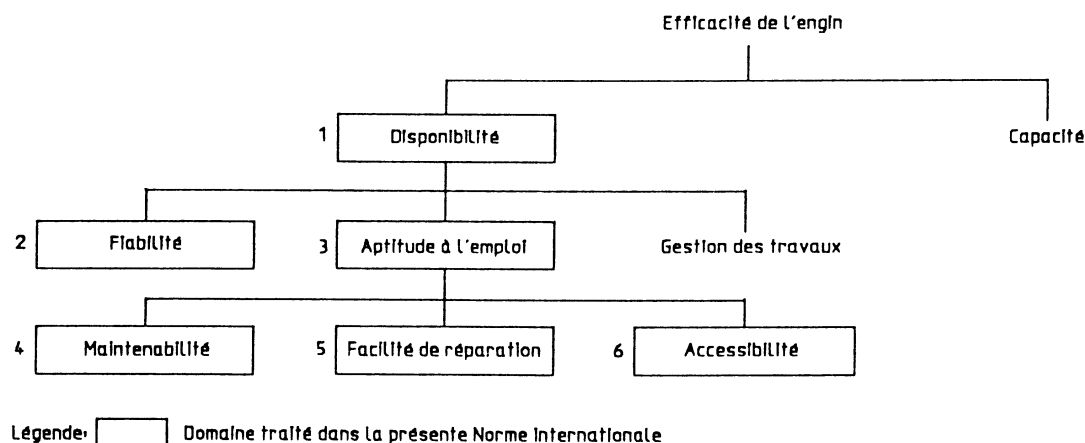 Efficacité de l'engin
1 Disponibilité
Capacité
2 Fiabilité
3 Aptitude à l'emploi
Gestion des travaux
4 Maintenabilité
5 Facilité de réparation
6 Accessibilité
Légende: Domaine traité dans la présente Norme internationale